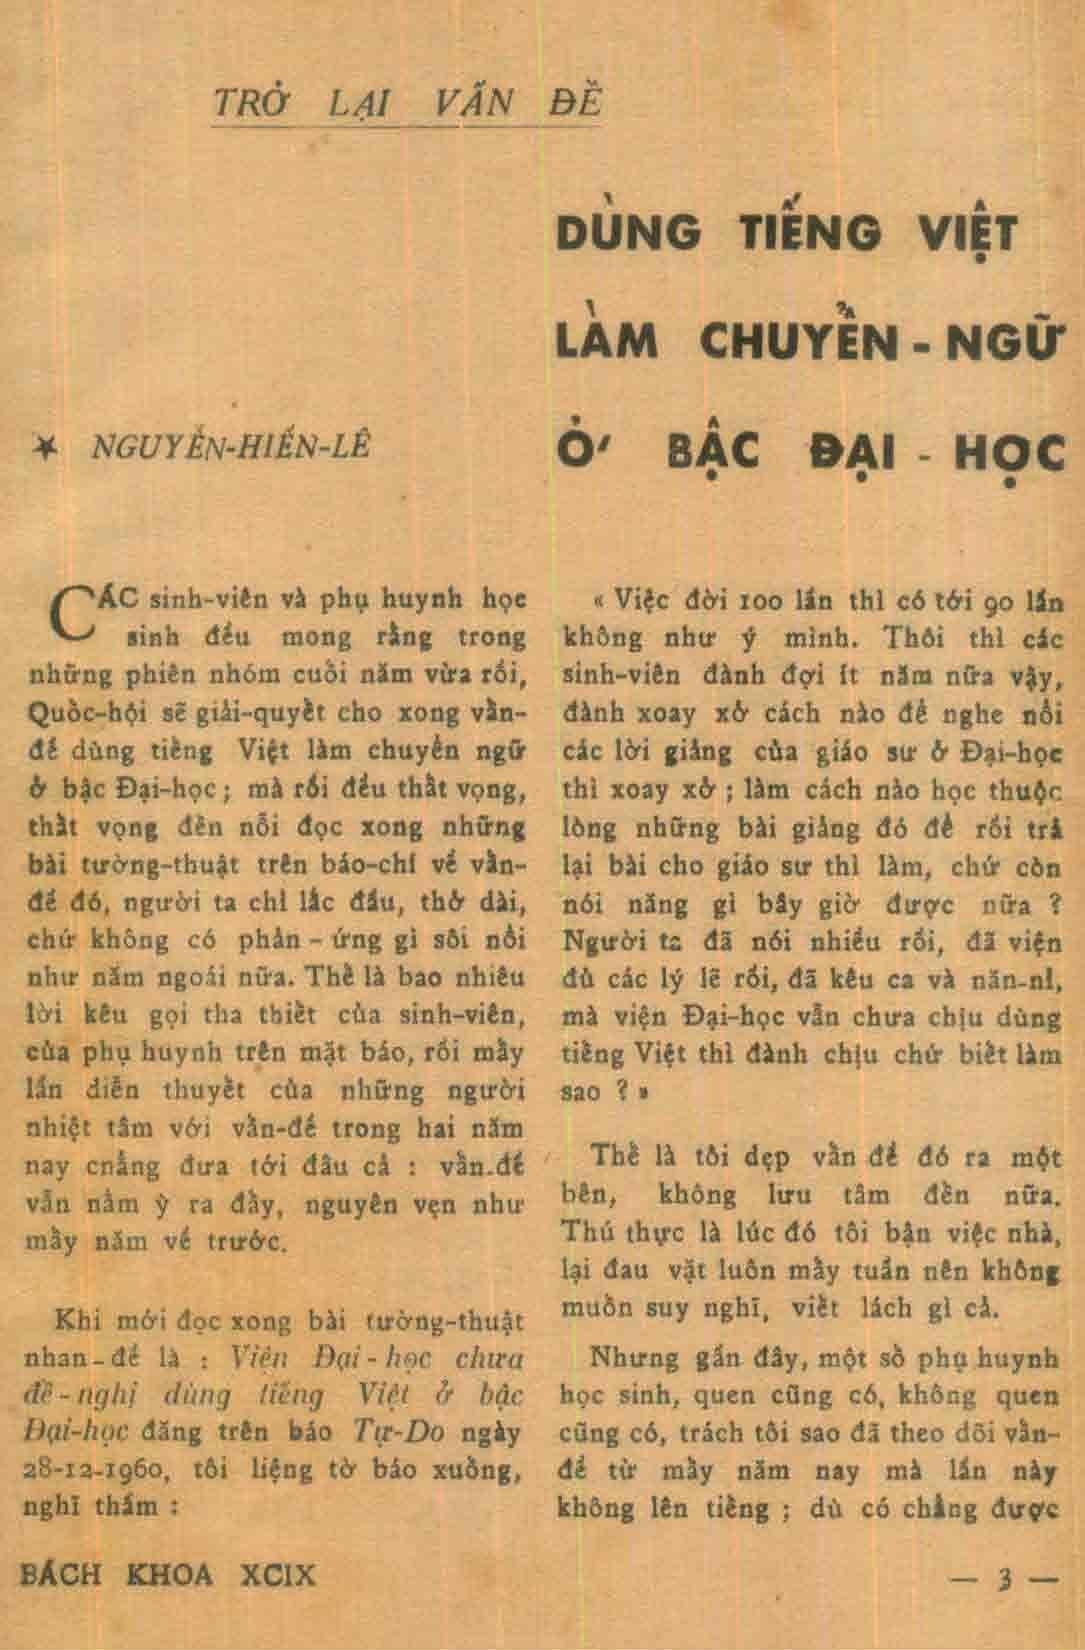 TRỞ LẠI VẤN ĐỀ
DÙNG TIẾNG VIỆT
LÀM CHUYỂN-NGỮ
Ở BẬC ĐẠI-HỌC
★ NGUYỄN-HIẾN-LÊ
CÁC sinh-viên và phụ huynh học
sinh đều mong rằng trong
những phiên nhóm cuối năm vừa rồi,
Quốc-hội sẽ giải-quyết cho xong vấn-
đề dùng tiếng Việt làm chuyển ngữ
ở bậc Đại-học; mà rồi đều thất vọng,
thất vọng đến nỗi đọc xong những
bài tường-thuật trên báo-chí về vấn-
đề đó, người ta chỉ lắc đầu, thở dài,
chứ không có phản-ứng gì sôi nổi
như năm ngoái nữa. Thế là bao nhiêu
lời kêu gọi tha thiết của sinh-viên,
của phụ huynh trên mặt báo, rồi mấy
lần diễn thuyết của những người
nhiệt tâm với vấn-đề trong hai năm
nay chẳng đưa tới đâu cả : vấn-đề
vẫn nằm ỳ ra đấy, nguyên vẹn như
mấy năm về trước.
Khi mới đọc xong bài tường-thuật
nhan-đề là : Viện Đại-học chưa
đề-nghị dùng tiếng Việt ở bậc
Đại-học đăng trên báo Tự-Do ngày
28-12-1960, tôi liệng tờ báo xuống,
nghĩ thầm :
« Việc đời 100 lần thì có tới 90 lần
không như ý mình. Thôi thì các
sinh-viên đành đợi ít năm nữa vậy,
đành xoay xở cách nào để nghe nổi
các lời giảng của giáo sư ở Đại-học
thì xoay xở ; làm cách nào học thuộc
lòng những bài giảng đó để rồi trả
lại bài cho giáo sư thì làm, chứ còn
nói năng gì bây giờ được nữa ?
Người ta đã nói nhiều rồi, đã viện
đủ các lý lẽ rồi, đã kêu ca và năn-nỉ,
mà viện Đại-học vẫn chưa chịu dùng
tiếng Việt thì đành chịu chứ biết làm
sao ? »
Thế là tôi dẹp vấn đề đó ra một
bên, không lưu tâm đến nữa.
Thú thực là lúc đó tôi bận việc nhà,
lại đau vặt luôn mấy tuần nên không
muốn suy nghĩ, viết lách gì cả.
Nhưng gần đây, một số phụ huynh
học sinh, quen cũng có, không quen
cũng có, trách tôi sao đã theo dõi vấn-
đề từ mấy năm nay mà lần này
không lên tiếng ; dù có chẳng được
BÁCH KHOA XCIX
— 3 —